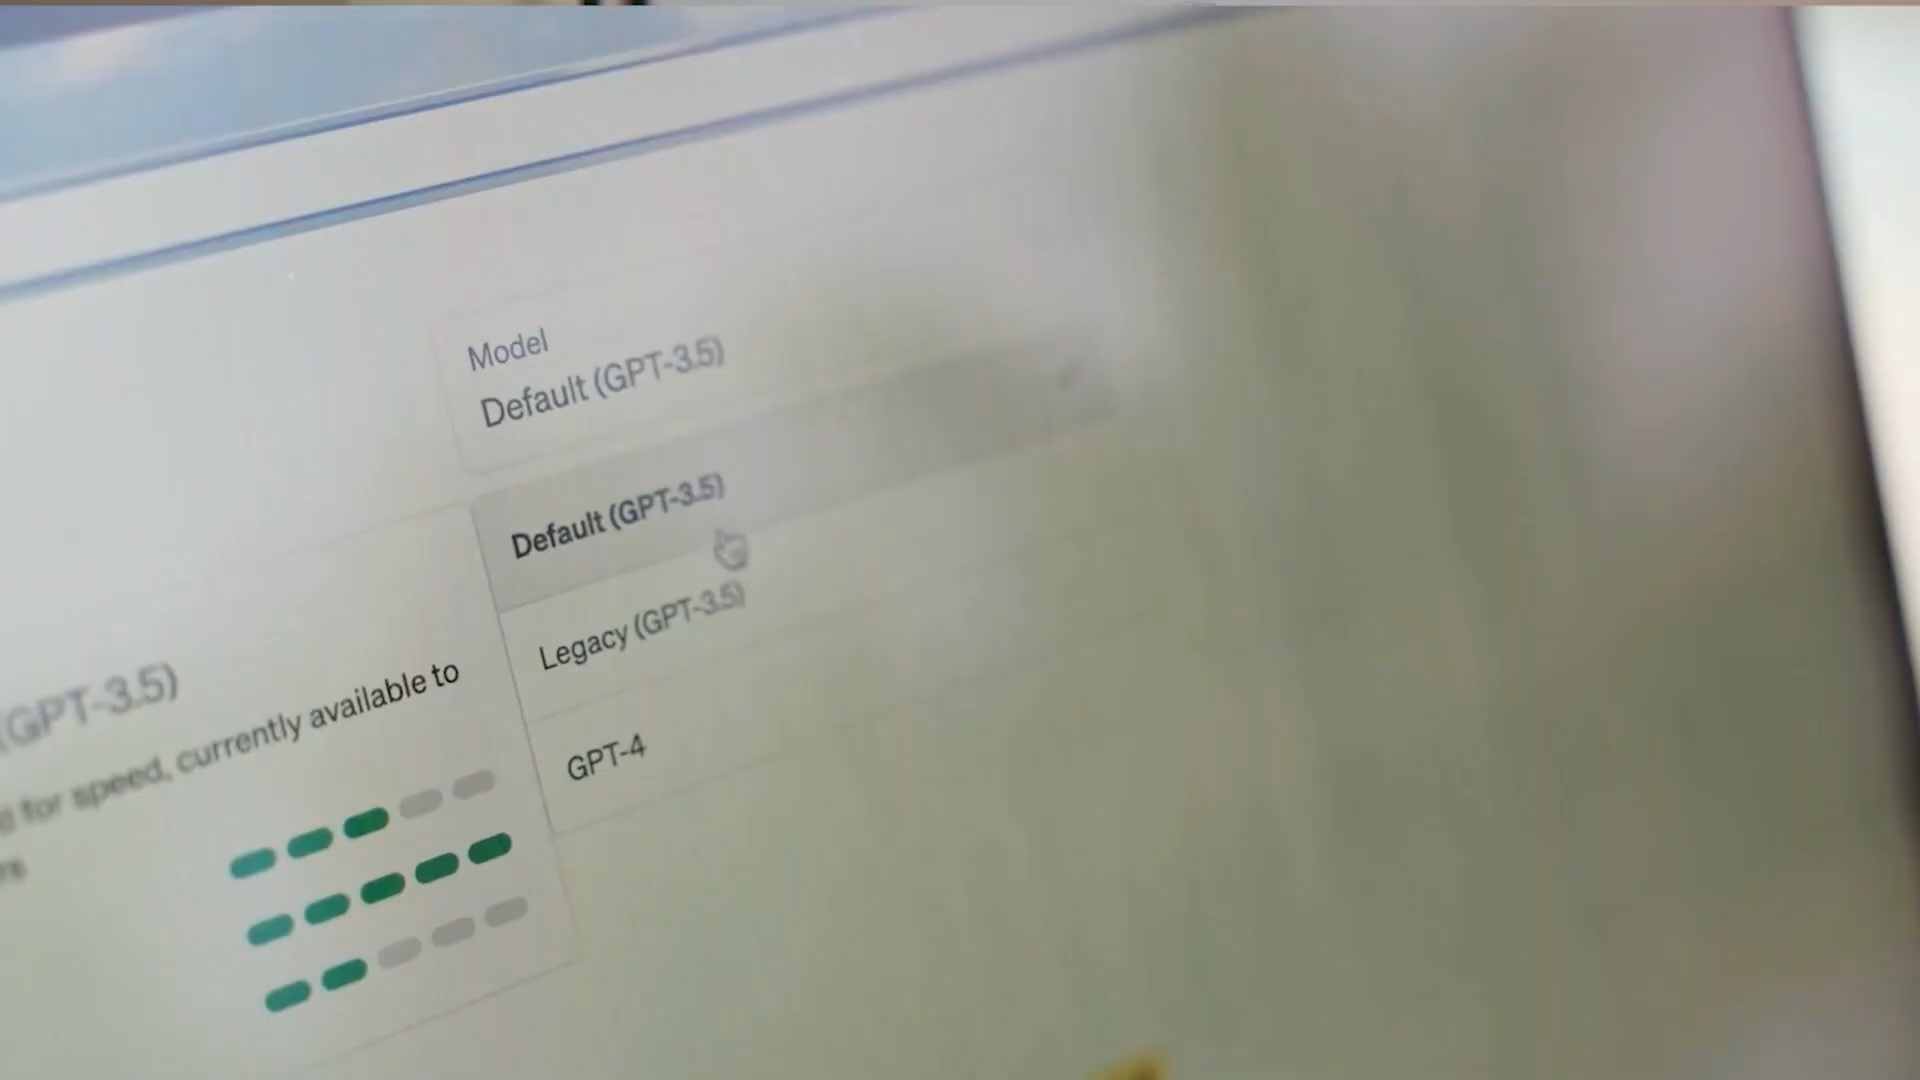 Model
Default (GPT-3.5)
Default (GPT-3.5)
Legacy (GPT-3.5)
GPT-4
(GPT-3.5)
for speed, currently available to